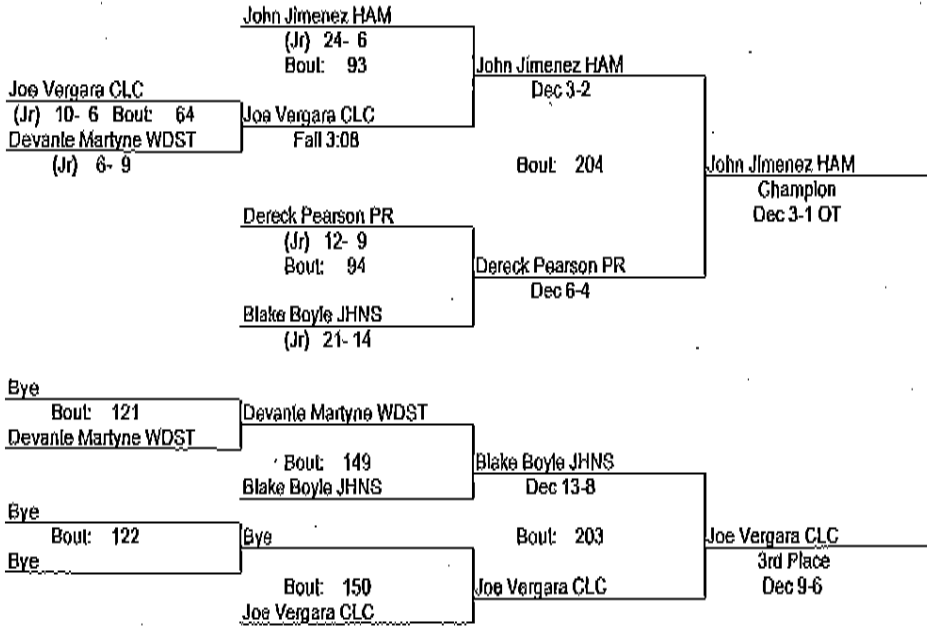 John Jimenez HAM
(Jr) 24- 6
Bout: 93
John Jimenez HAM
Dec 3-2
Joe Vergara CLC
(Jr) 10- 6 Bout: 64
Joe Vergara CLC
Fall 3:08
Devante Martyne WDST
(Jr) 6- 9
Bout: 204
John Jimenez HAM
Champion
Dec 3-1 OT
Dereck Pearson PR
(Jr) 12- 9
Bout: 94
Dereck Pearson PR
Dec 6-4
Blake Boyle JHNS
(Jr) 21- 14
Bye
Bout: 121
Devante Martyne WDST
Devante Martyne WDST
Bout: 149
Blake Boyle JHNS
Dec 13-8
Blake Boyle JHNS
Bye
Bout: 122
Bye
Bye
Bout: 203
Joe Vergara CLC
3rd Place
Dec 9-6
Bout: 150
Joe Vergara CLC
Joe Vergara CLC